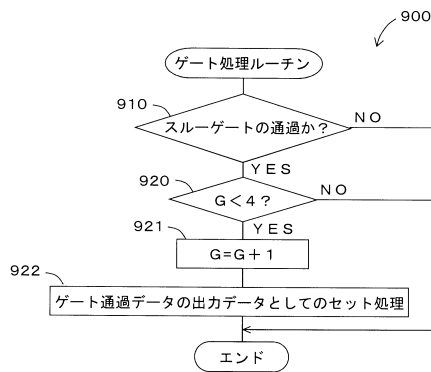 900
ゲート処理ルーチン
910
スルーゲートの通過か？
NO
YES
920
G＜4？
NO
YES
921
G=G＋1
922
ゲート通過データの出力データとしてのセット処理
エンド